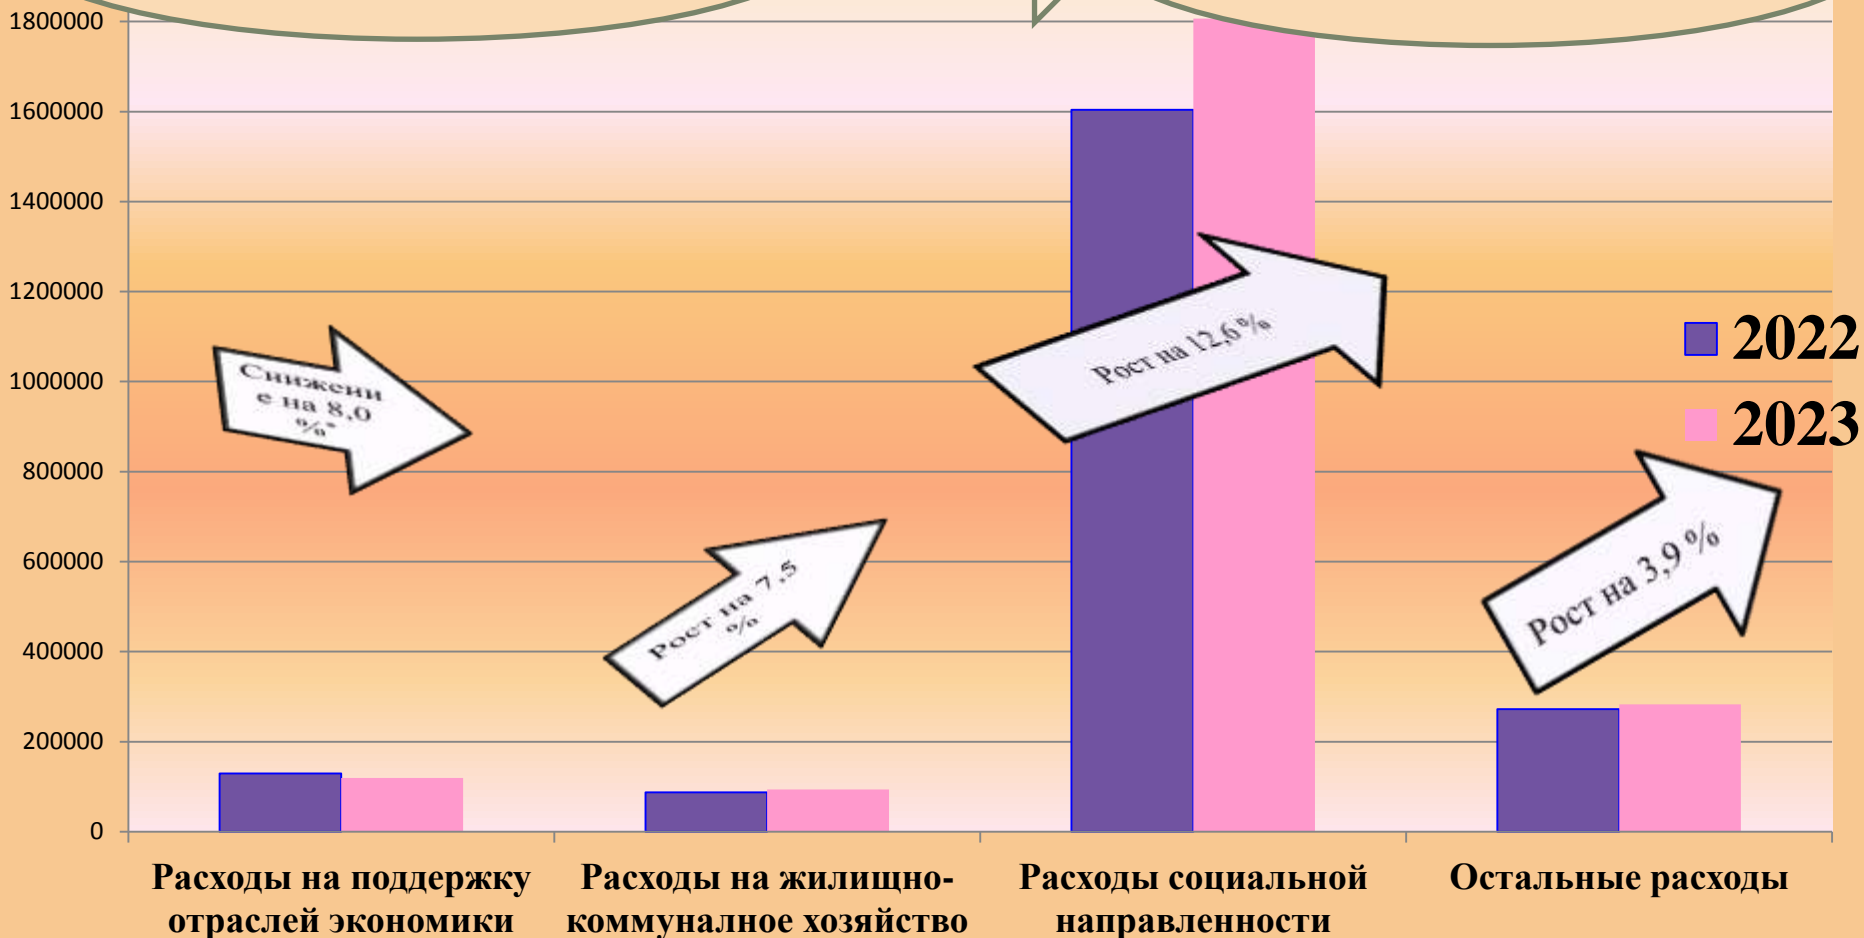 1800000
1600000
1400000
1200000
1000000
800000
600000
400000
200000
0
Снижени
е на 8,0
%*
Рост на 7,5
%
Рост на 12,6 %
Рост на 3,9 %
2022
2023
Расходы на поддержку
отраслей экономики
Расходы на жилищно-
коммуналное хозяйство
Расходы социальной
направленности
Остальные расходы